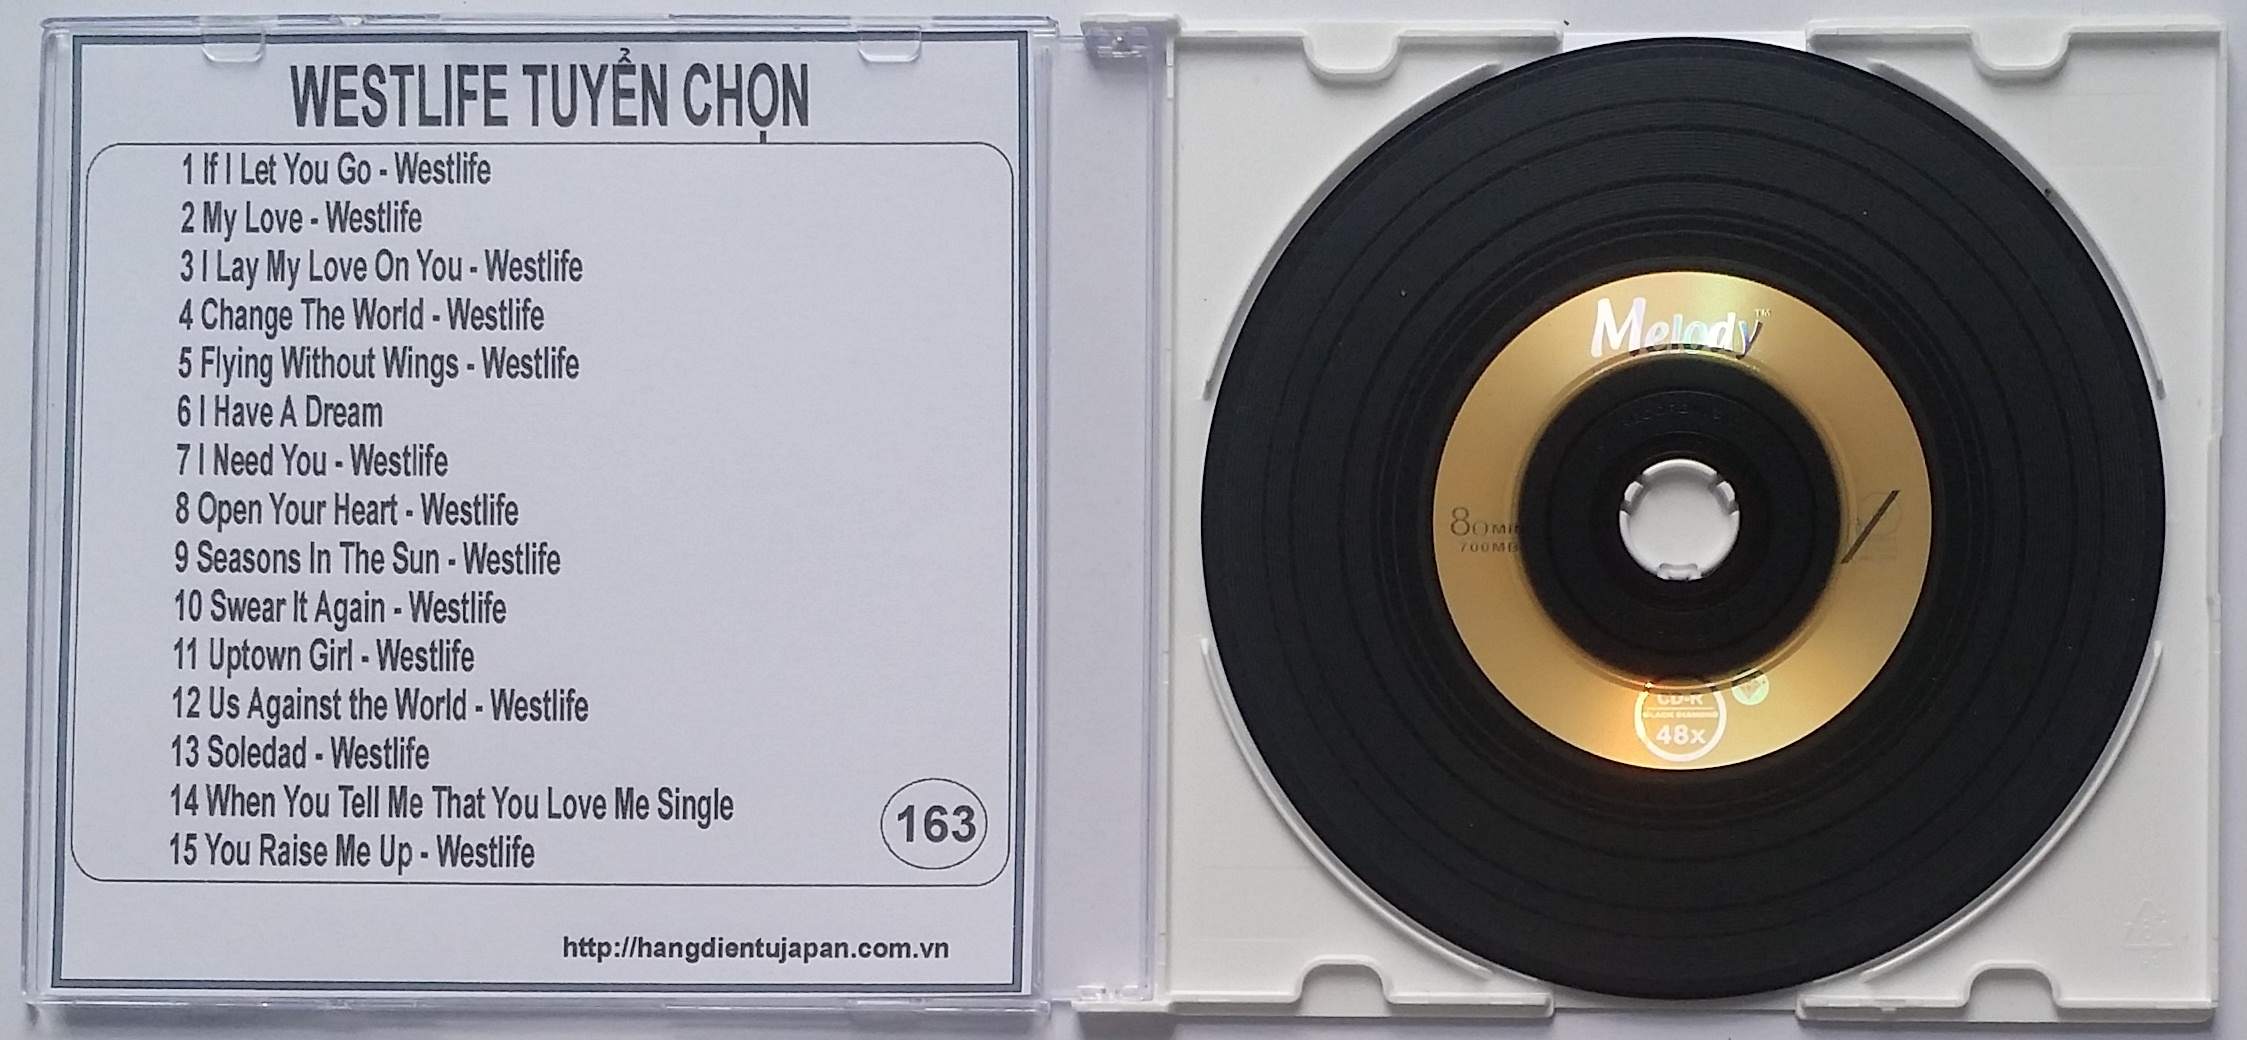 WESTLIFE TUYỂN CHỌN
1 If I Let You Go - Westlife
2 My Love - Westlife
3 I Lay My Love On You - Westlife
4 Change The World - Westlife
5 Flying Without Wings - Westlife
6 I Have A Dream
7 I Need You - Westlife
8 Open Your Heart - Westlife
9 Seasons In The Sun - Westlife
10 Swear It Again - Westlife
11 Uptown Girl - Westlife
12 Us Against the World - Westlife
13 Soledad - Westlife
14 When You Tell Me That You Love Me Single
15 You Raise Me Up - Westlife
163
http://hangdientujapan.com.vn
Melody™
80 MIN
700MB
CD-R
BLACK DIAMOND
48x